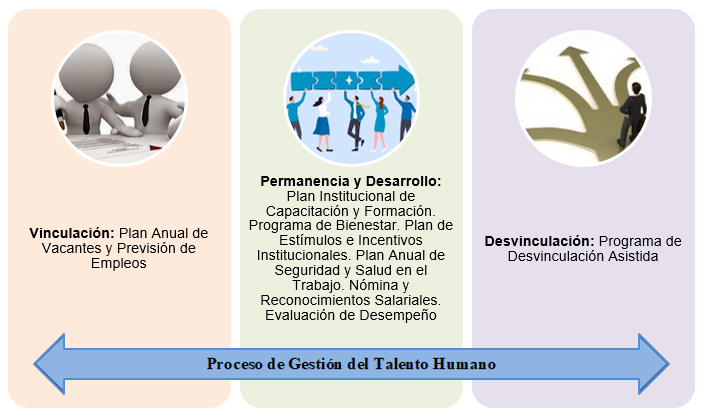 Vinculación: Plan Anual de
Vacantes y Previsión de
Empleos
Permanencia y Desarrollo:
Plan Institucional de
Capacitación y Formación.
Programa de Bienestar. Plan de
Estímulos e Incentivos
Institucionales. Plan Anual de
Seguridad y Salud en el
Trabajo. Nómina y
Reconocimientos Salariales.
Evaluación de Desempeño
Desvinculación: Programa de
Desvinculación Asistida
Proceso de Gestión del Talento Humano